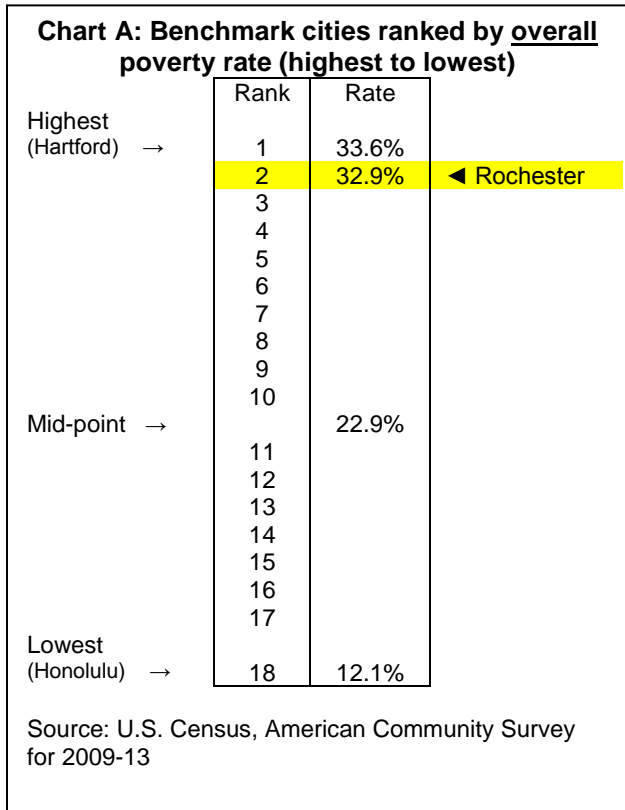 Chart A: Benchmark cities ranked by overall
poverty rate (highest to lowest)
Rank Rate
Highest
(Hartford) → 1 33.6%
2 32.9% ◄ Rochester
3
4
5
6
7
8
9
10
Mid-point → 22.9%
11
12
13
14
15
16
17
Lowest
(Honolulu) → 18 12.1%
Source: U.S. Census, American Community Survey
for 2009-13